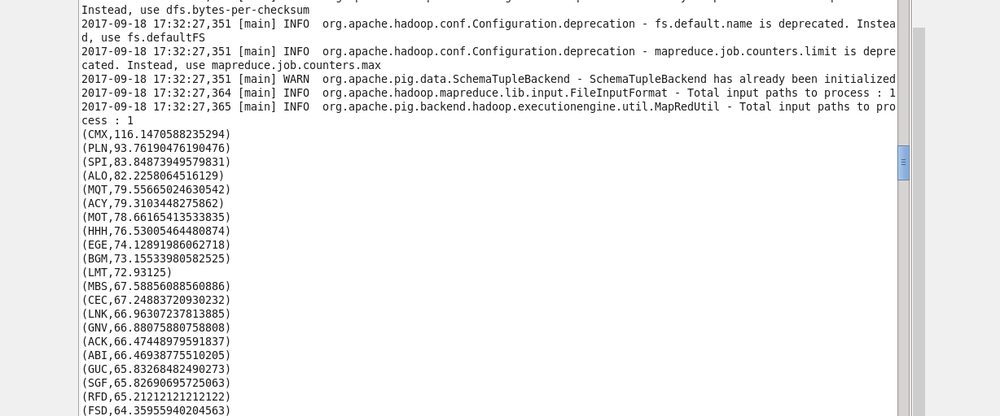 Instead, use dfs.bytes-per-checksum
2017-09-18 17:32:27,351 [main] INFO  org.apache.hadoop.conf.Configuration.deprecation - fs.default.name is deprecated. Instea
d, use fs.defaultFS
2017-09-18 17:32:27,351 [main] INFO  org.apache.hadoop.conf.Configuration.deprecation - mapreduce.job.counters.limit is depre
cated. Instead, use mapreduce.job.counters.max
2017-09-18 17:32:27,351 [main] WARN  org.apache.pig.data.SchemaTupleBackend - SchemaTupleBackend has already been initialized
2017-09-18 17:32:27,364 [main] INFO  org.apache.hadoop.mapreduce.lib.input.FileInputFormat - Total input paths to process : 1
2017-09-18 17:32:27,365 [main] INFO  org.apache.pig.backend.hadoop.executionengine.util.MapRedUtil - Total input paths to pro
cess : 1
(CMX,116.1470588235294)
(PLN,93.76190476190476)
(SPI,83.84873949579831)
(ALO,82.2258064516129)
(MQT,79.55665024630542)
(ACY,79.3103448275862)
(MOT,78.66165413533835)
(HHH,76.53005464480874)
(EGE,74.12891986062718)
(BGM,73.15533980582525)
(LMT,72.93125)
(MBS,67.58856088560886)
(CEC,67.24883720930232)
(LNK,66.96307237813885)
(GNV,66.88075880758808)
(ACK,66.47448979591837)
(ABI,66.46938775510205)
(GUC,65.83268482490273)
(SGF,65.82690695725063)
(RFD,65.21212121212122)
(FSD,64.35955940204563)